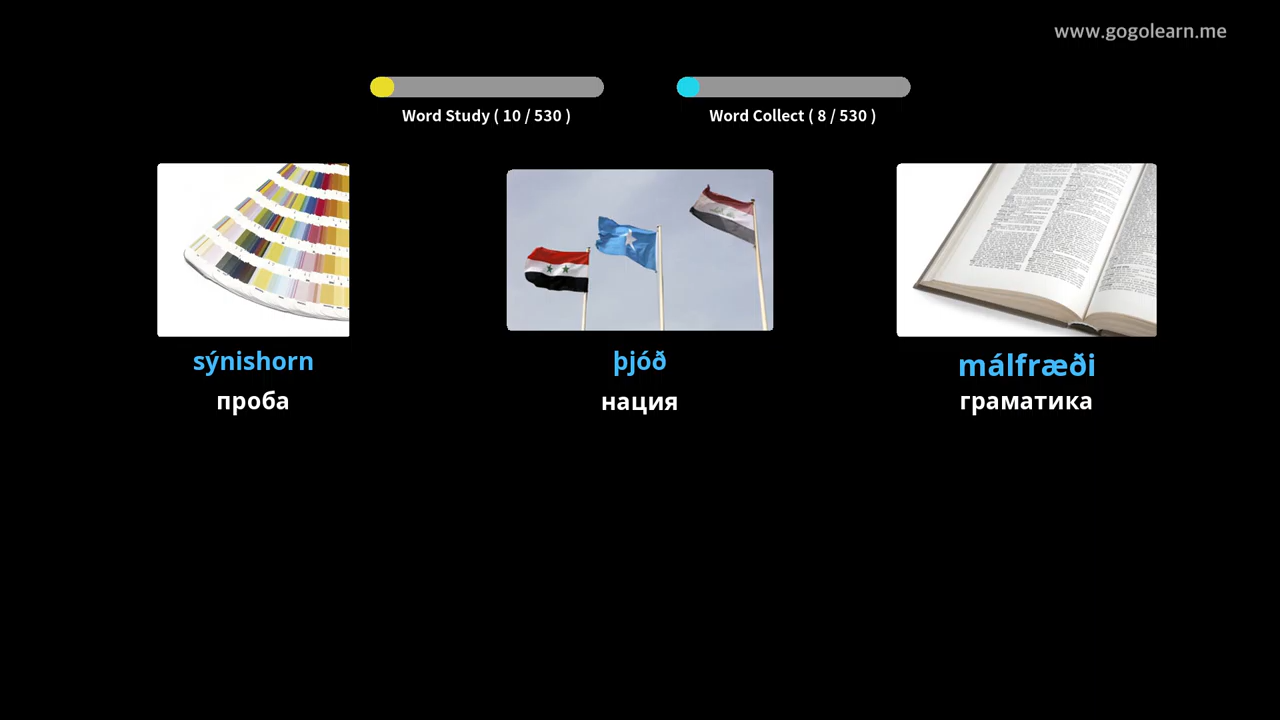 www.gogolearn.me
Word Study ( 10 / 530 )
Word Collect ( 8 / 530 )
sýnishorn
проба
þjóð
нация
málfræði
граматика